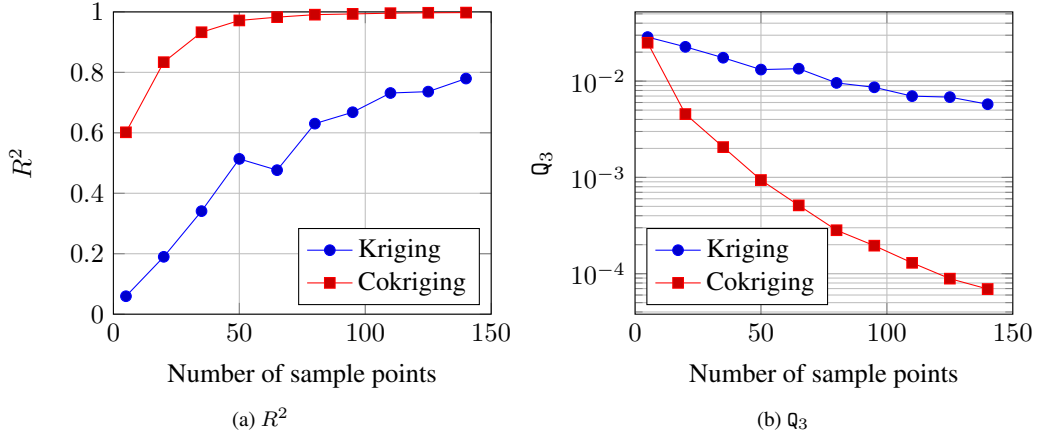 1
0.8
0.6
0.4
0.2
0
R²
Kriging
Cokriging
0 50 100 150
Number of sample points
(a) R²
10⁻²
10⁻³
10⁻⁴
Q₃
Kriging
Cokriging
0 50 100 150
Number of sample points
(b) Q₃